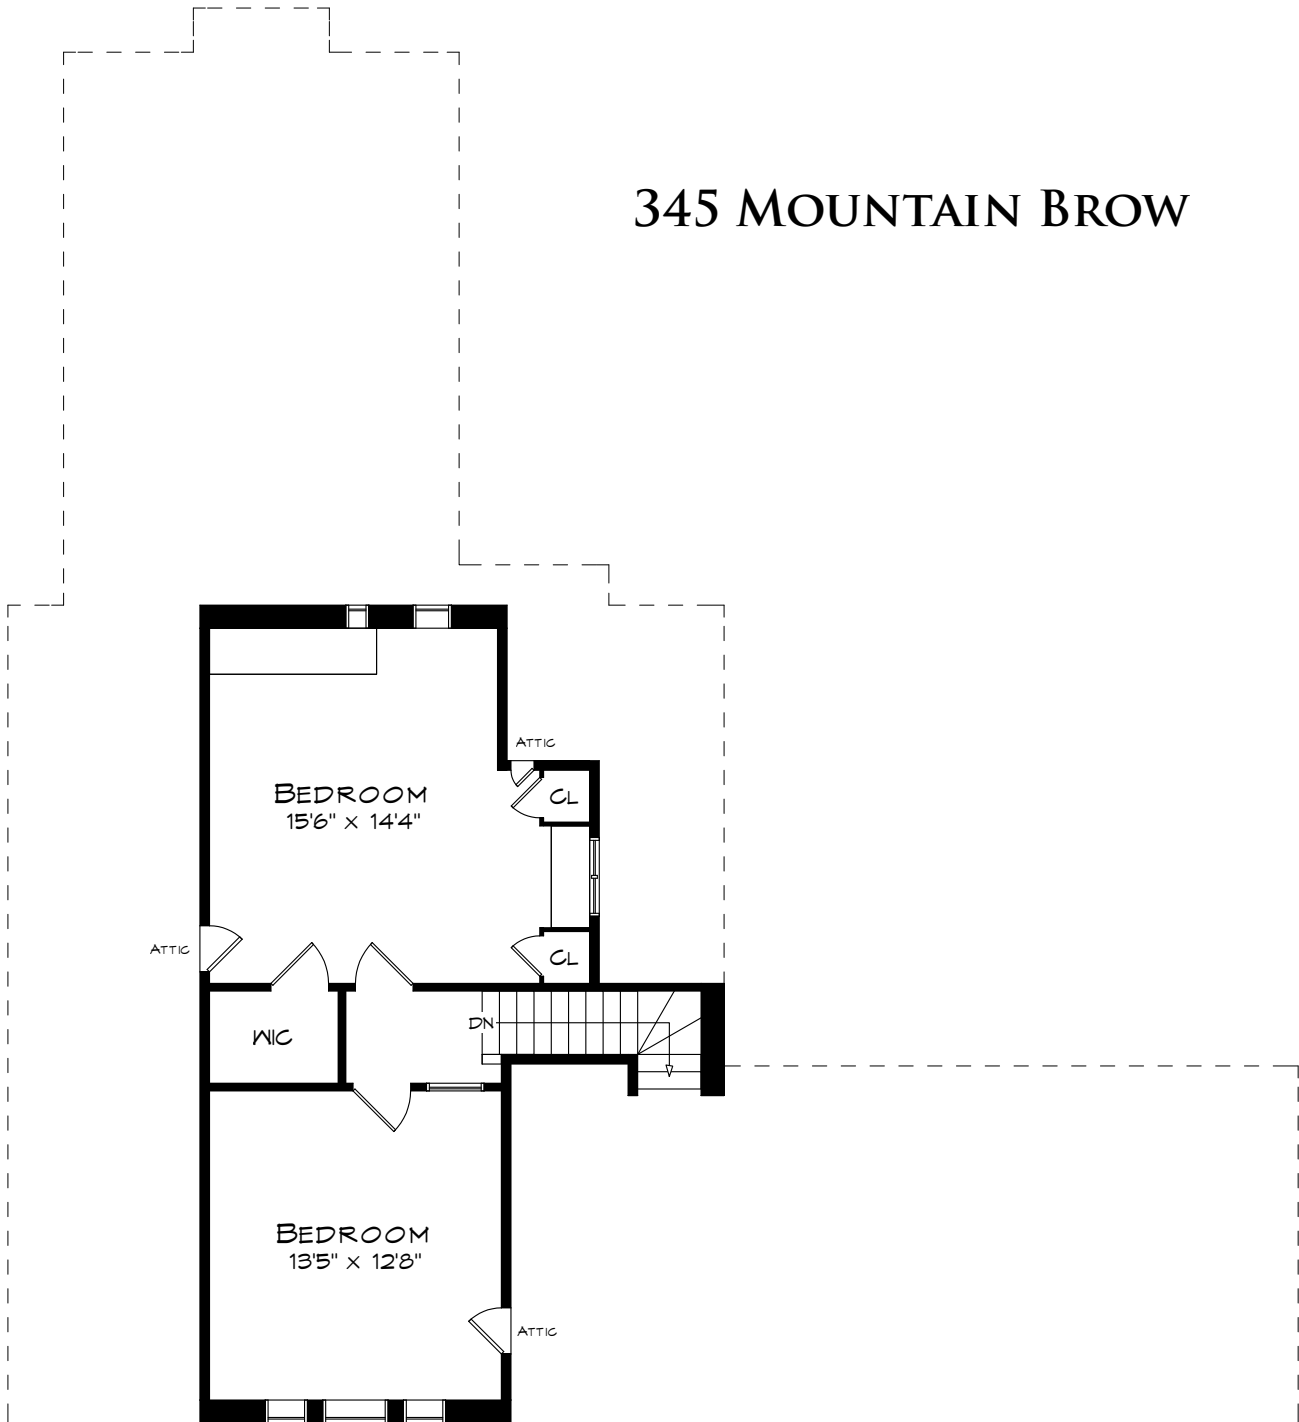 345 Mountain Brow
Attic
Bedroom
15'6" x 14'4"
CL
Attic
CL
DN
WIC
Bedroom
13'5" x 12'8"
Attic